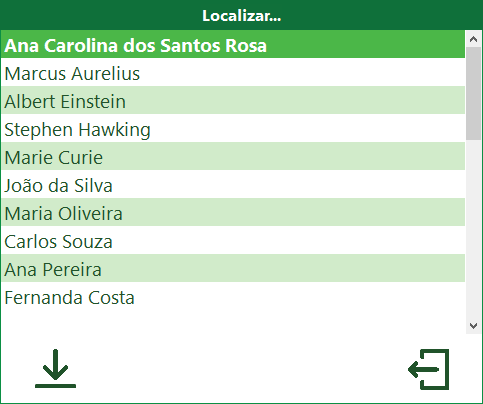 Localizar...
Ana Carolina dos Santos Rosa
Marcus Aurelius
Albert Einstein
Stephen Hawking
Marie Curie
João da Silva
Maria Oliveira
Carlos Souza
Ana Pereira
Fernanda Costa